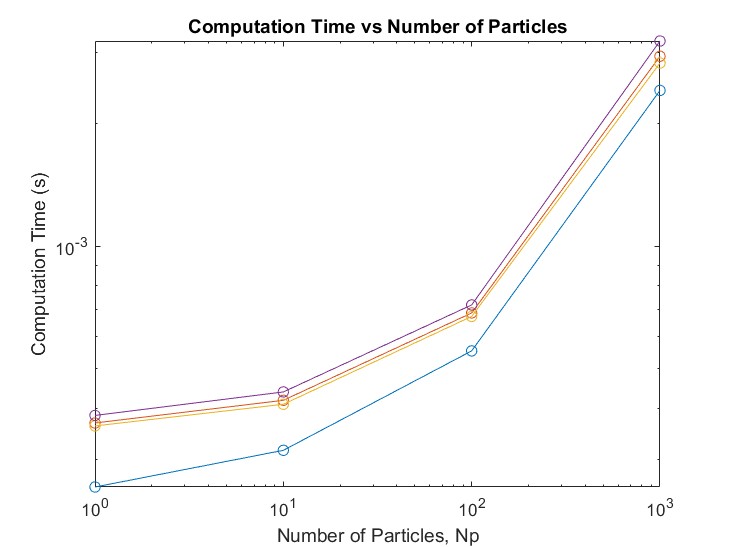 Computation Time vs Number of Particles
Computation Time (s)
10^-3
10^0 10^1 10^2 10^3
Number of Particles, Np